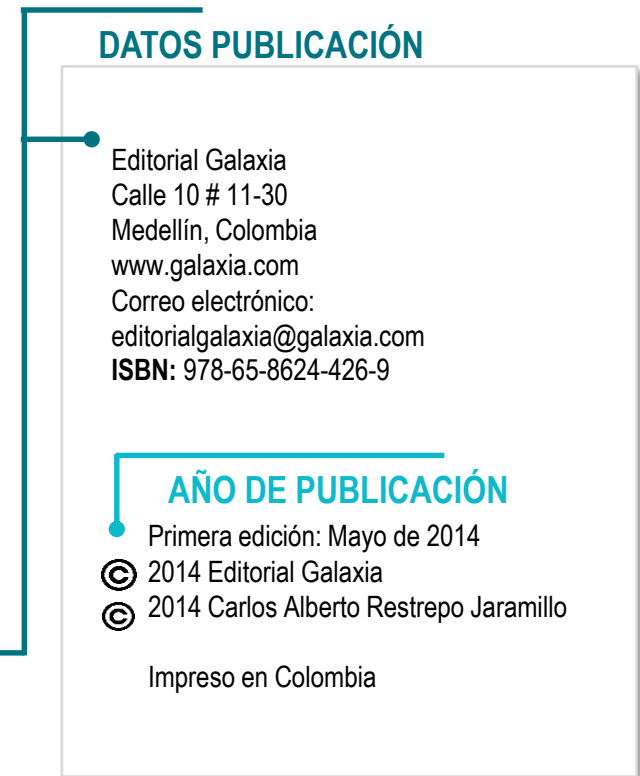 DATOS PUBLICACIÓN
Editorial Galaxia
Calle 10 # 11-30
Medellín, Colombia
www.galaxia.com
Correo electrónico:
editorialgalaxia@galaxia.com
ISBN: 978-65-8624-426-9
AÑO DE PUBLICACIÓN
Primera edición: Mayo de 2014
© 2014 Editorial Galaxia
© 2014 Carlos Alberto Restrepo Jaramillo
Impreso en Colombia